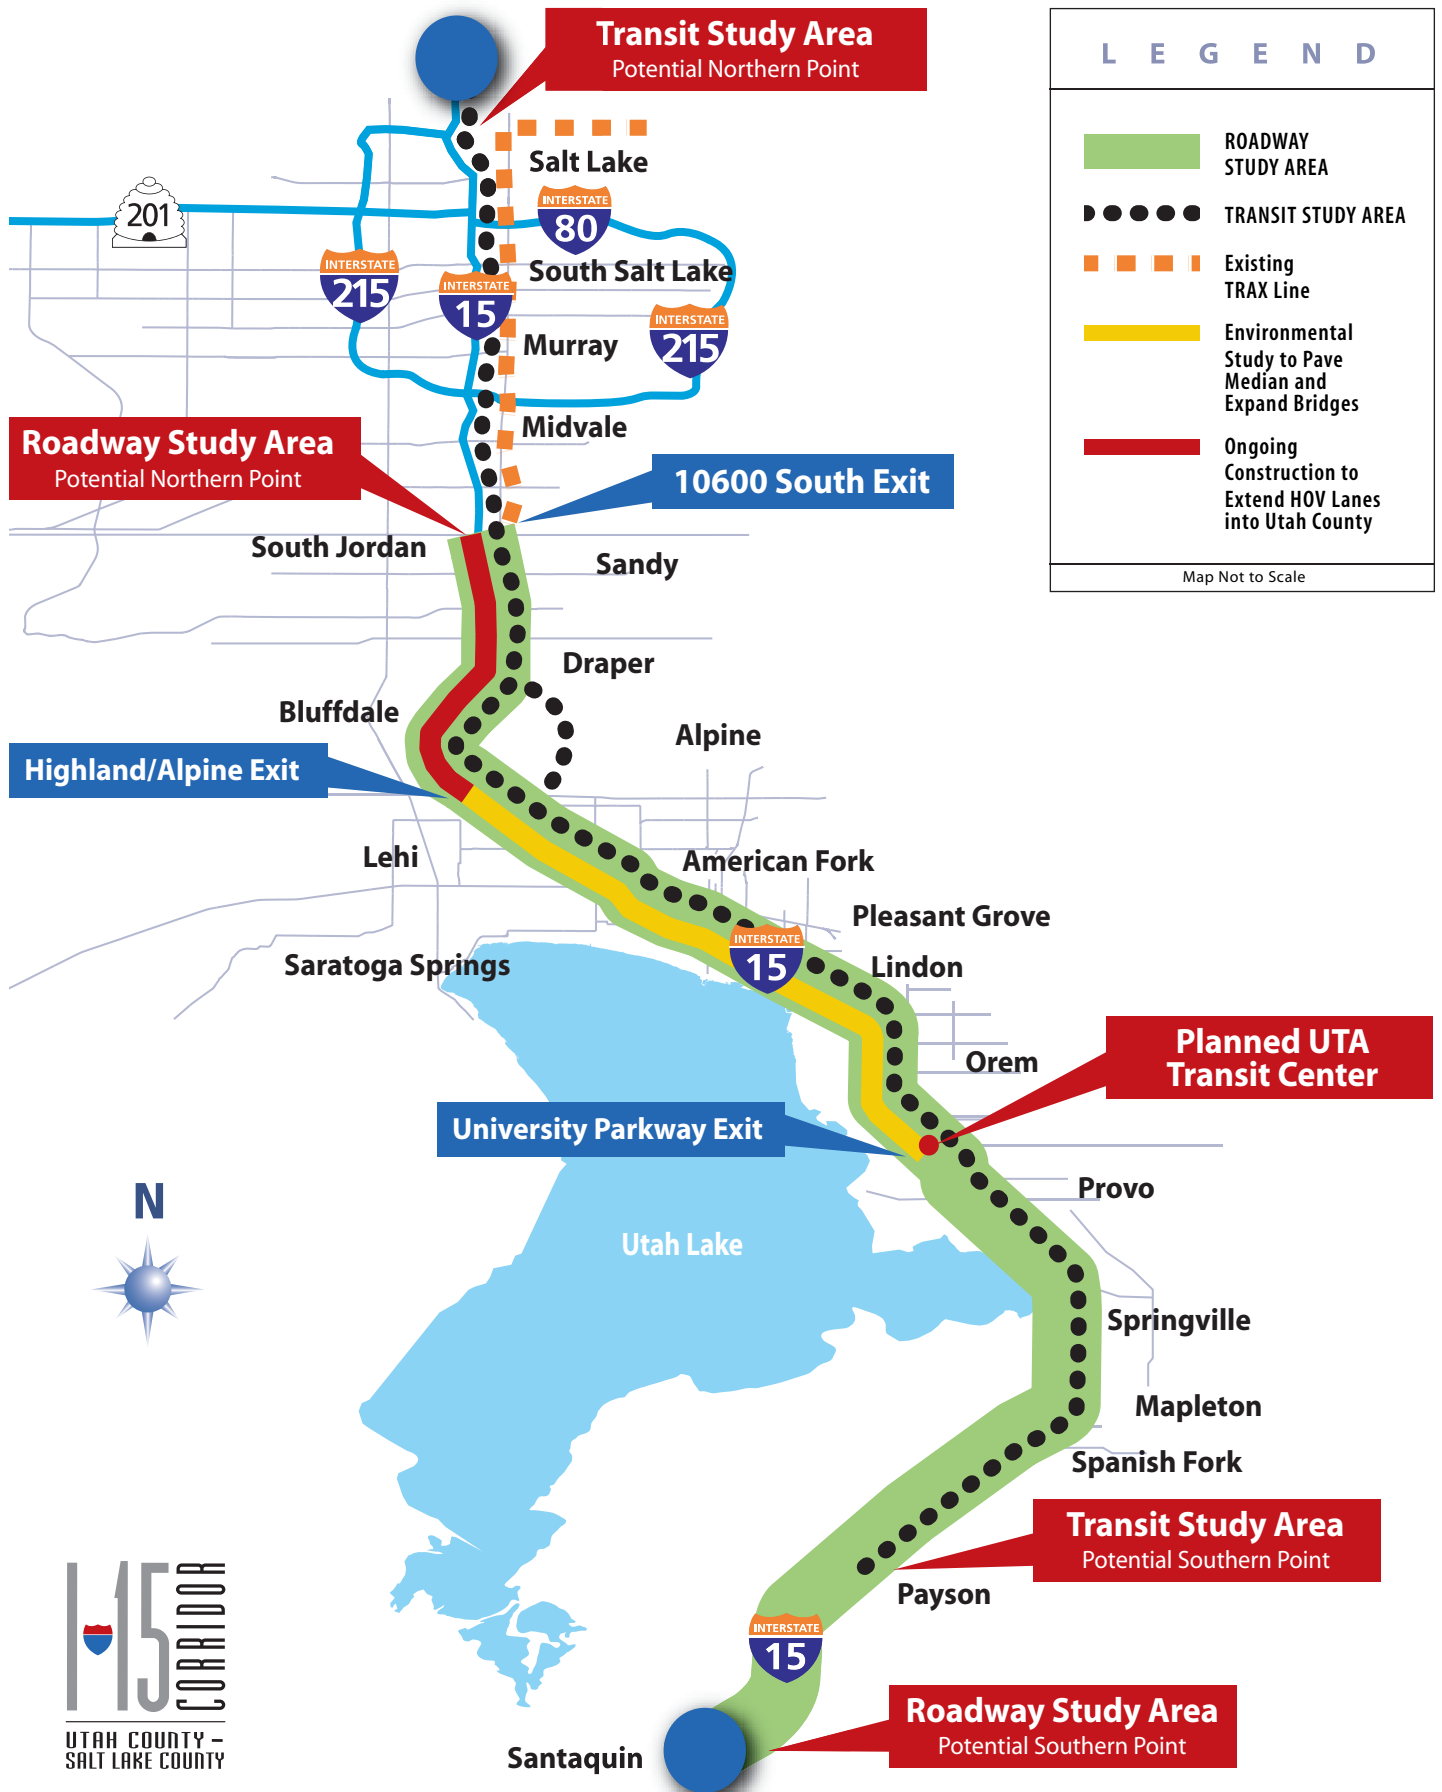 Transit Study Area
Potential Northern Point
LEGEND
ROADWAY
STUDY AREA
TRANSIT STUDY AREA
Existing
TRAX Line
Environmental
Study to Pave
Median and
Expand Bridges
Ongoing
Construction to
Extend HOV Lanes
into Utah County
Map Not to Scale
Salt Lake
201
INTERSTATE
80
INTERSTATE
215
South Salt Lake
INTERSTATE
15
INTERSTATE
215
Murray
Midvale
Roadway Study Area
Potential Northern Point
10600 South Exit
South Jordan
Sandy
Draper
Bluffdale
Alpine
Highland/Alpine Exit
Lehi
American Fork
Pleasant Grove
INTERSTATE
15
Lindon
Saratoga Springs
Planned UTA
Transit Center
Orem
University Parkway Exit
Provo
N
Utah Lake
Springville
Mapleton
Spanish Fork
Transit Study Area
Potential Southern Point
Payson
INTERSTATE
15
I-15
CORRIDOR
UTAH COUNTY –
SALT LAKE COUNTY
Roadway Study Area
Potential Southern Point
Santaquin